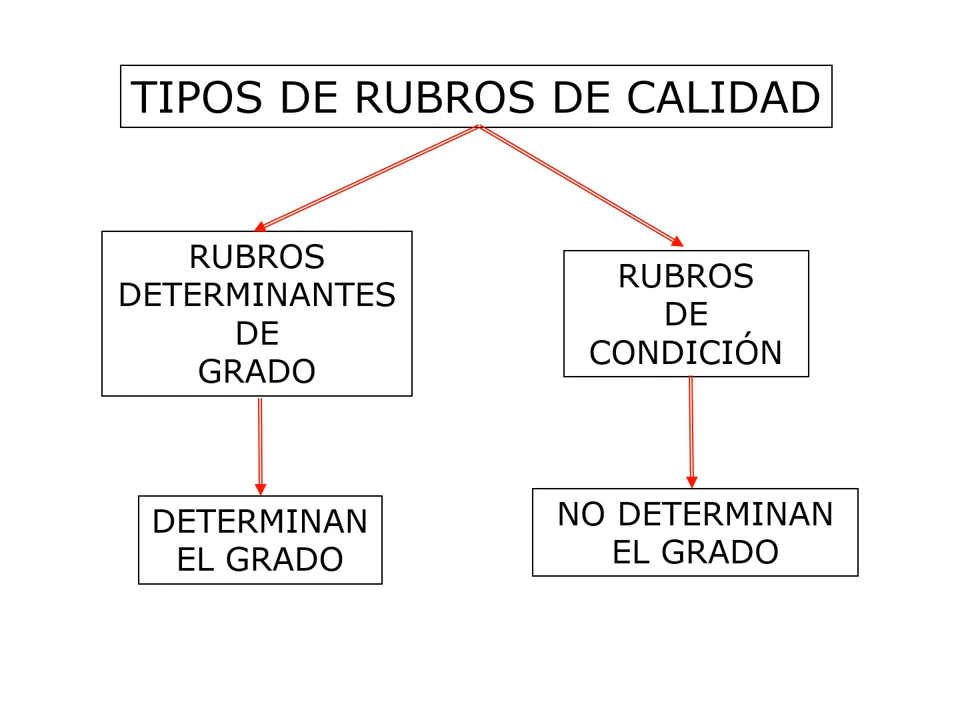 TIPOS DE RUBROS DE CALIDAD
RUBROS
DETERMINANTES
DE
GRADO
RUBROS
DE
CONDICIÓN
DETERMINAN
EL GRADO
NO DETERMINAN
EL GRADO